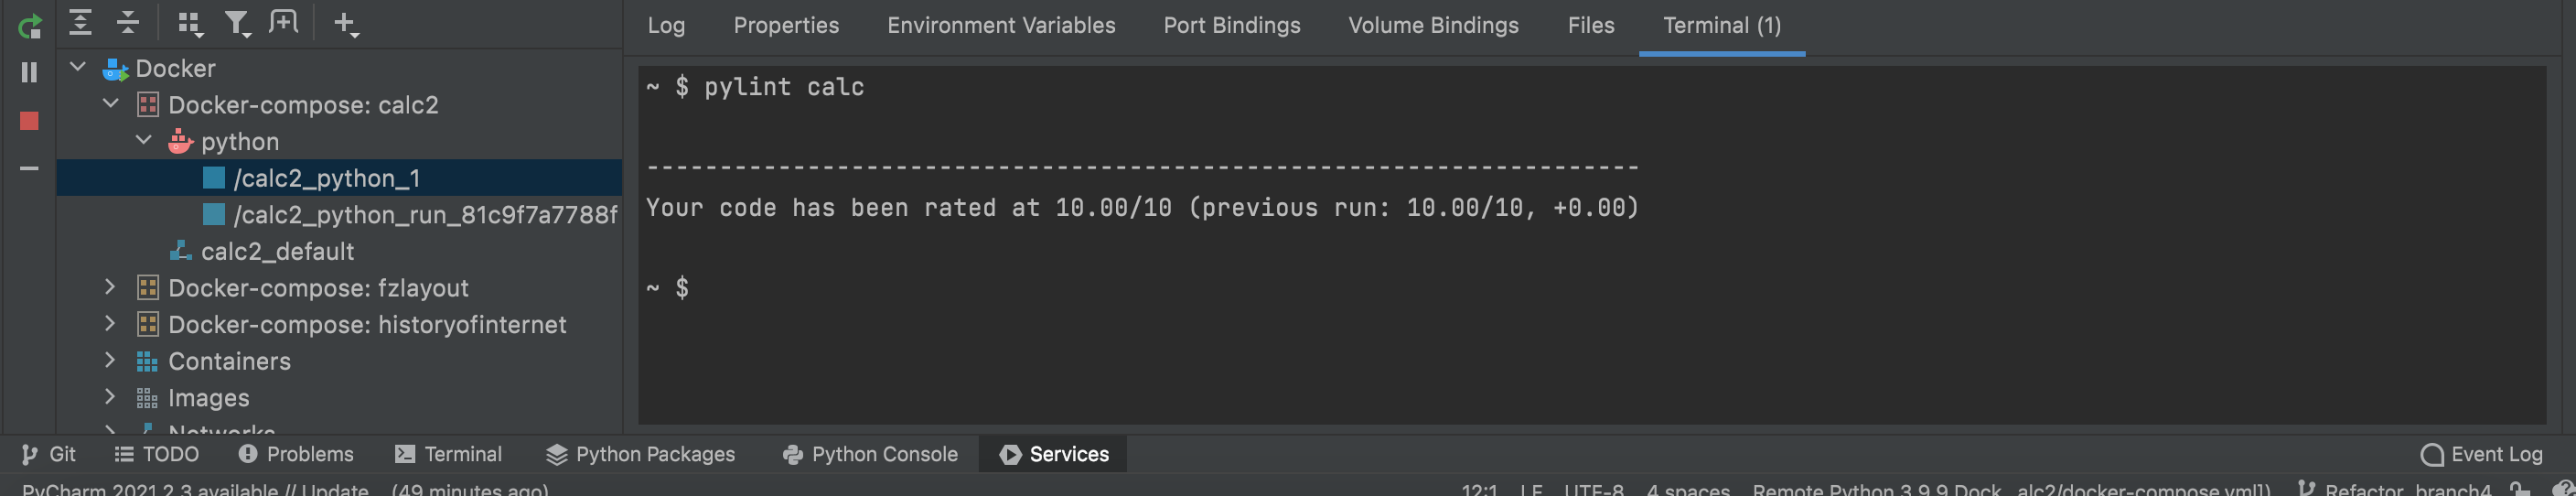 Log Properties Environment Variables Port Bindings Volume Bindings Files Terminal (1)
Docker
Docker-compose: calc2
python
/calc2_python_1
/calc2_python_run_81c9f7a7788f
calc2_default
Docker-compose: fzlayout
Docker-compose: historyofinternet
Containers
Images
Networks
~ $ pylint calc
--------------------------------------------------------------------
Your code has been rated at 10.00/10 (previous run: 10.00/10, +0.00)
~ $
Git TODO Problems Terminal Python Packages Python Console Services Event Log
PyCharm 2021.2.3 available // Update... (49 minutes ago) 12:1 LF UTF-8 4 spaces Remote Python 3.9.9 Dock...alc2/docker-compose.yml]) Refactor_branch4